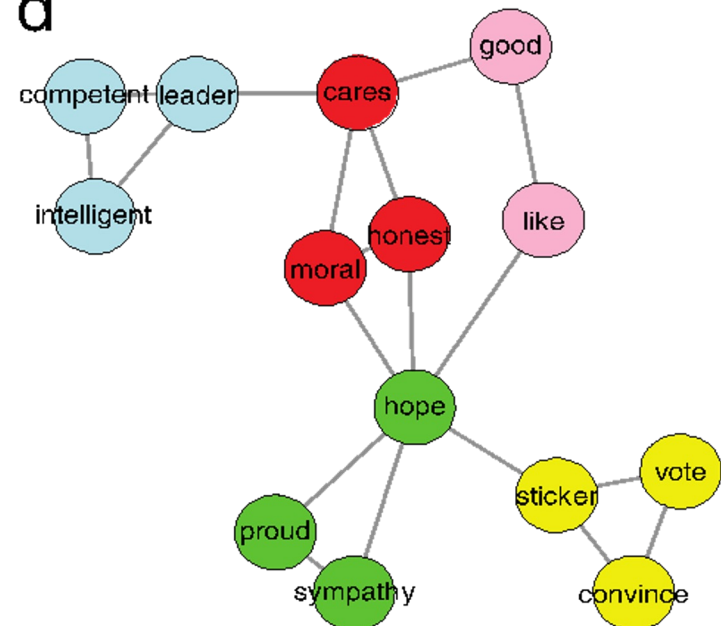 d
good
competent
leader
cares
intelligent
like
honest
moral
hope
vote
sticker
proud
sympathy
convince